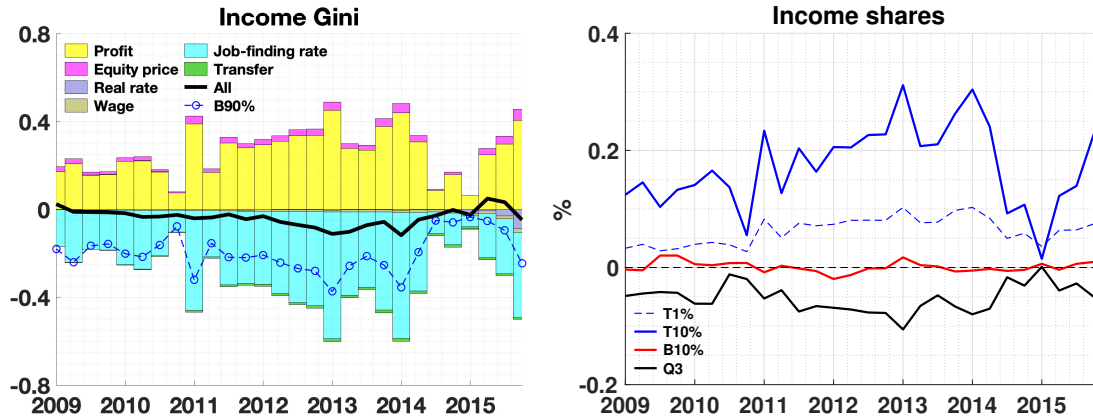 Income Gini
0.8
0.4
0
-0.4
-0.8
Profit
Equity price
Real rate
Wage
Job-finding rate
Transfer
All
B90%
2009 2010 2011 2012 2013 2014 2015
Income shares
%
0.4
0.2
0
-0.2
T1%
T10%
B10%
Q3
2009 2010 2011 2012 2013 2014 2015